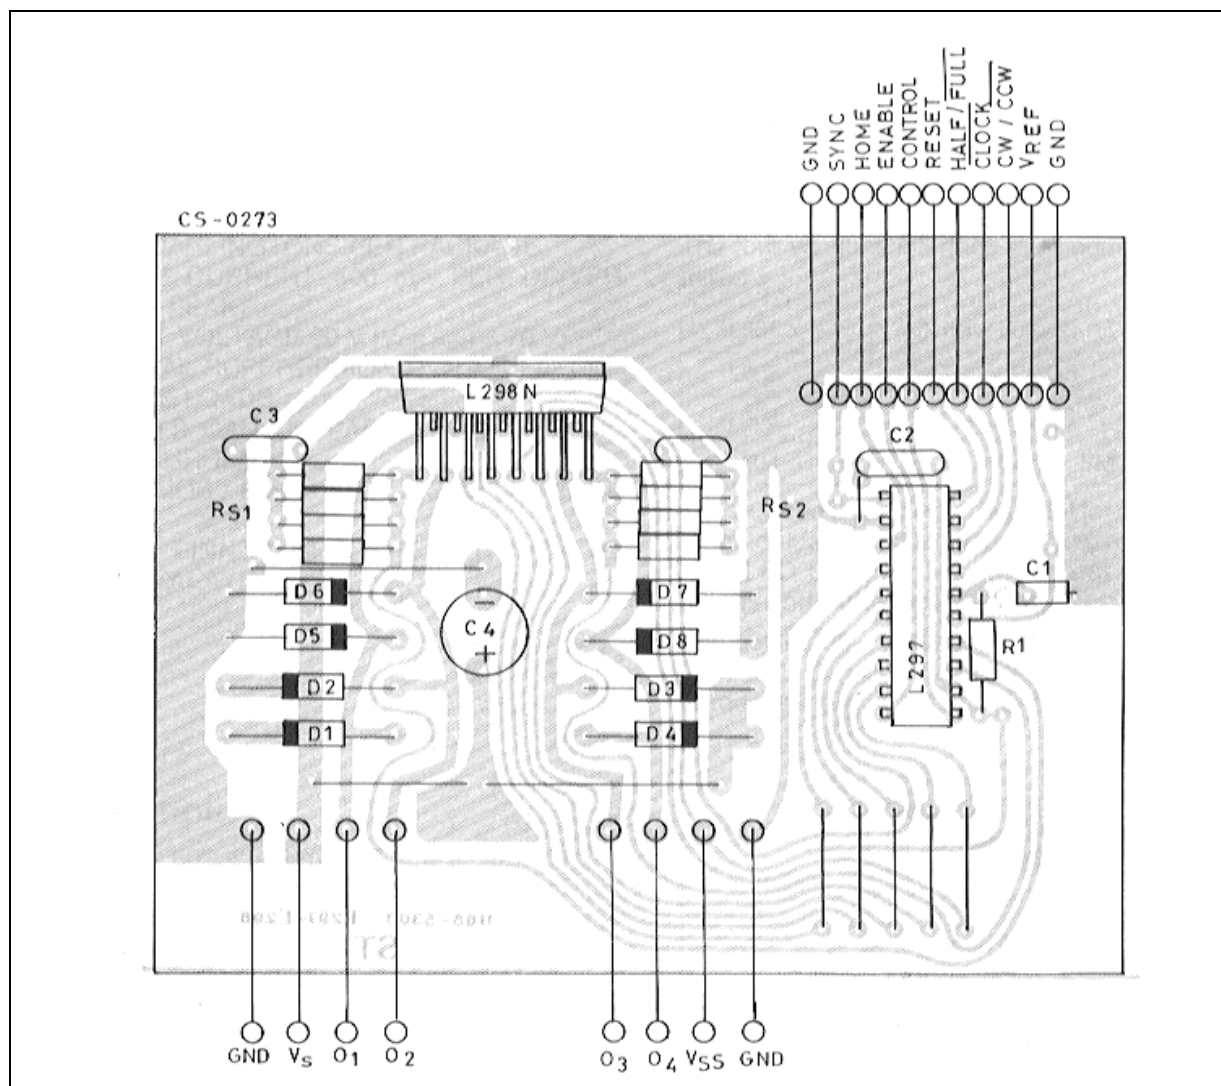 GND
SYNC
HOME
ENABLE
CONTROL
RESET
HALF/FULL
CLOCK
CW / CCW
VREF
GND
CS-0273
L298N
C3
C2
RS1
RS2
C1
D6
D7
C4
- 
+
D5
D8
R1
L297
D2
D3
D1
D4
ST
GND
VS
O1
O2
O3
O4
VSS
GND